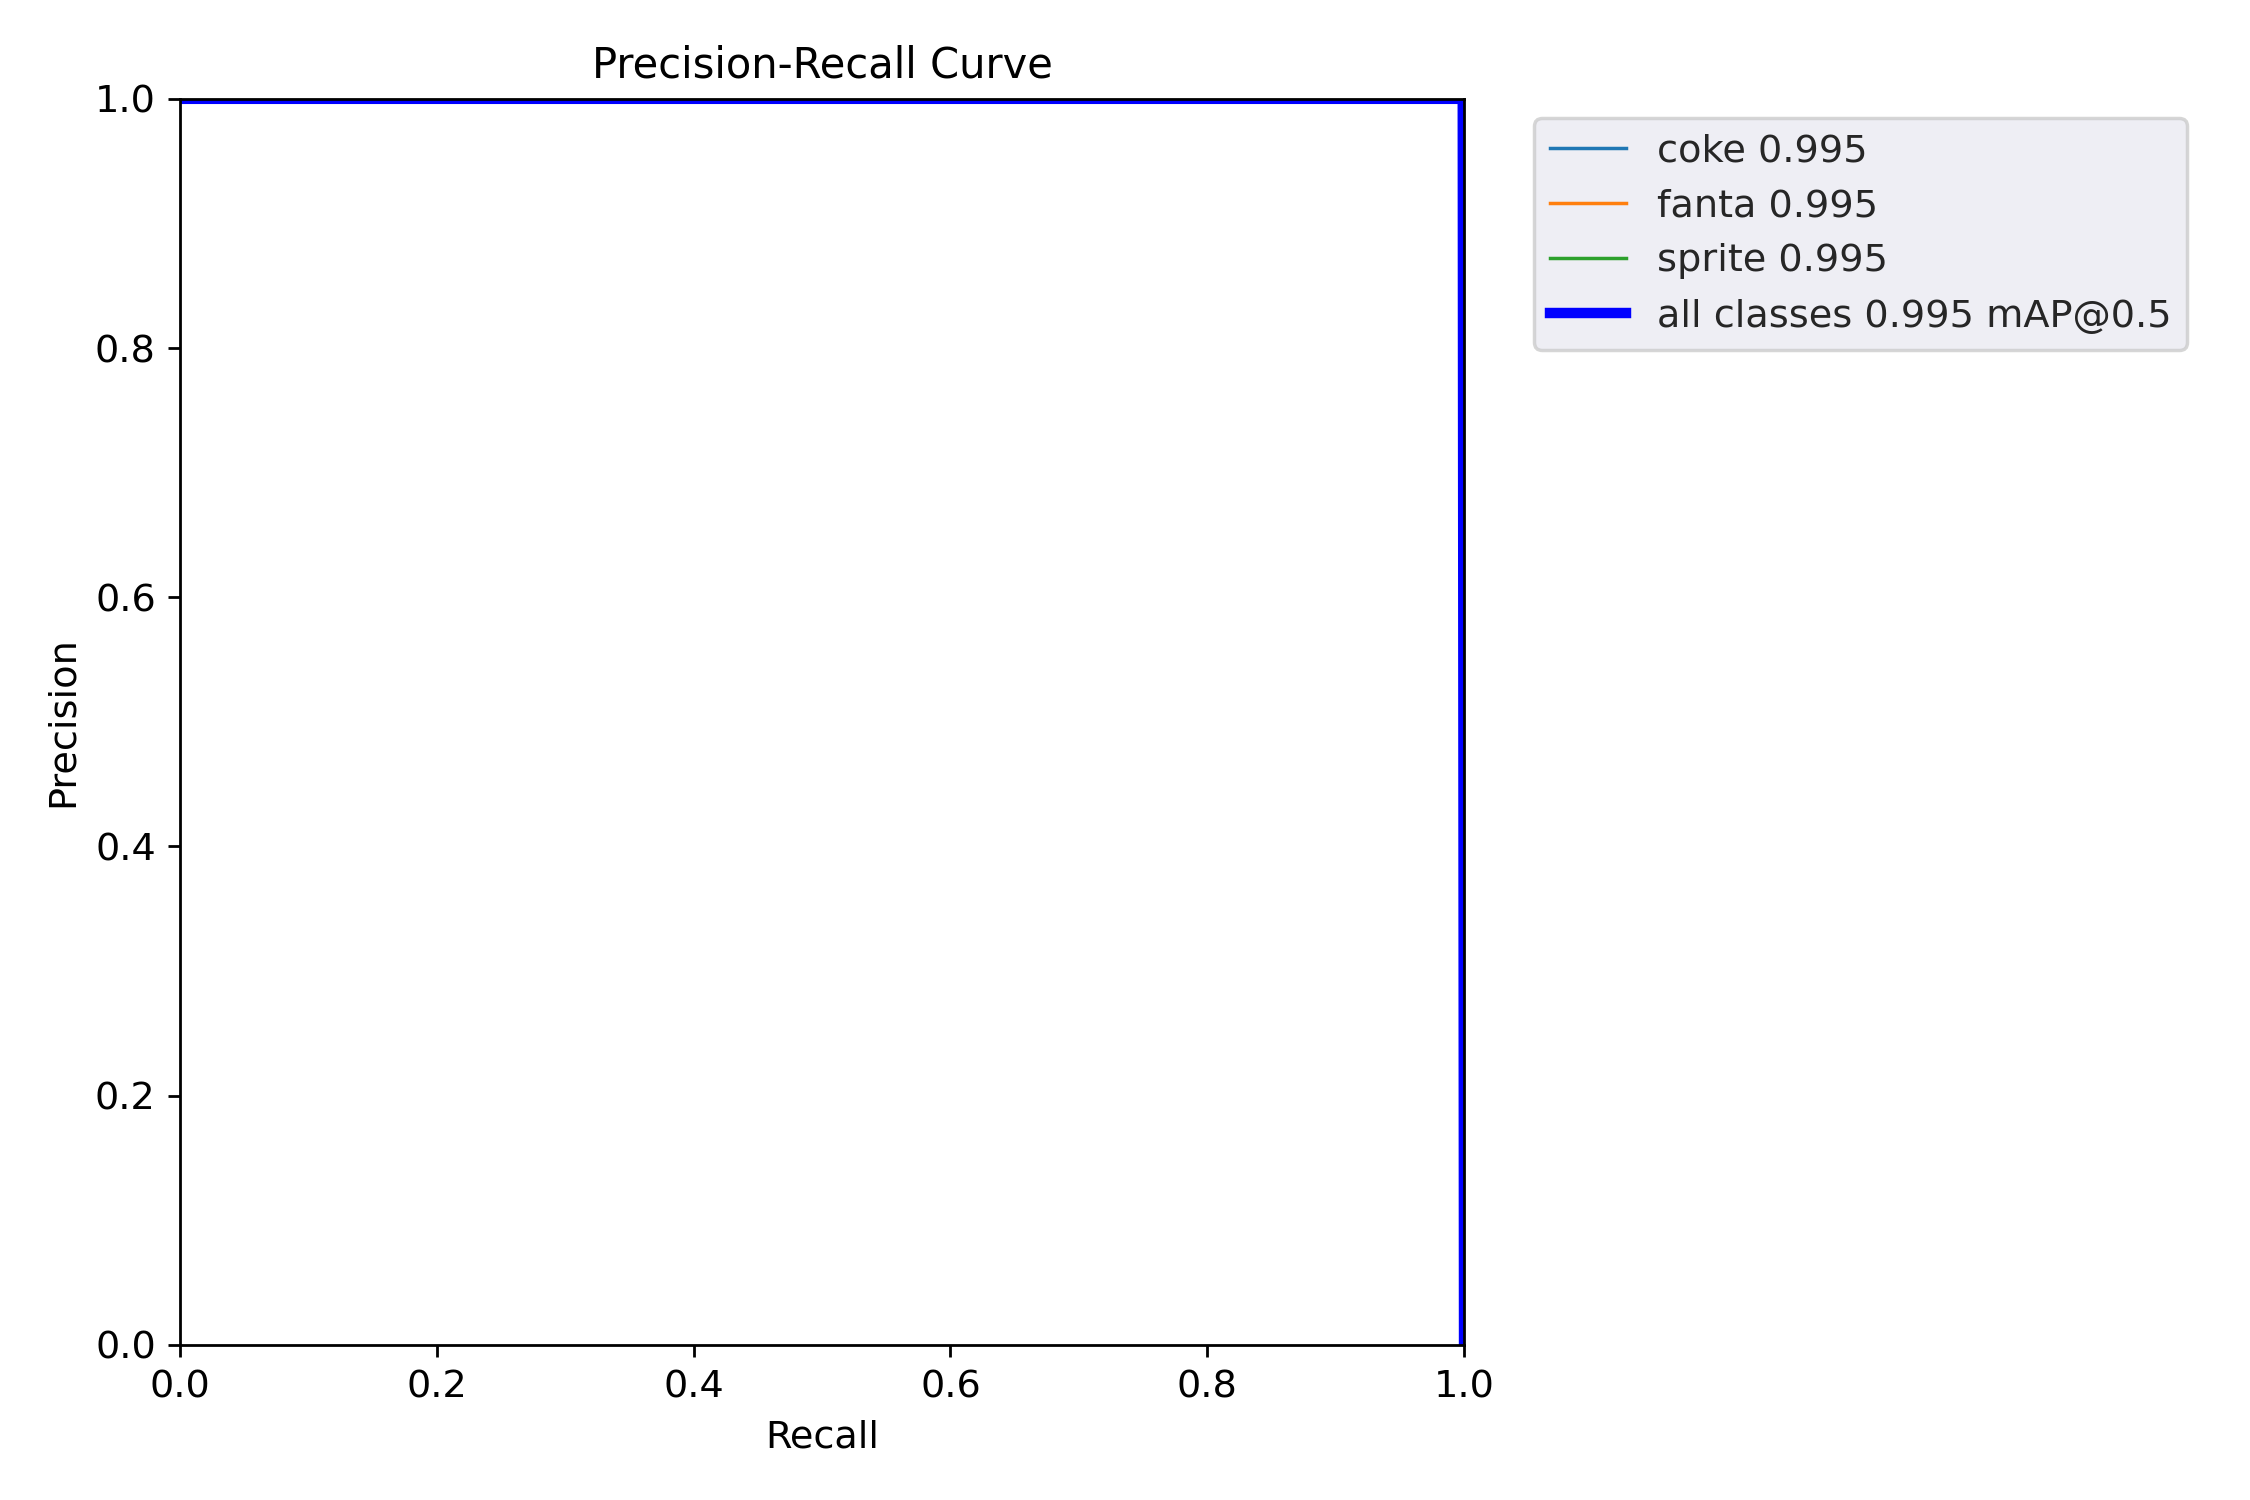 Precision-Recall Curve
1.0
0.8
0.6
0.4
0.2
0.0
Precision
0.0 0.2 0.4 0.6 0.8 1.0
Recall
coke 0.995
fanta 0.995
sprite 0.995
all classes 0.995 mAP@0.5